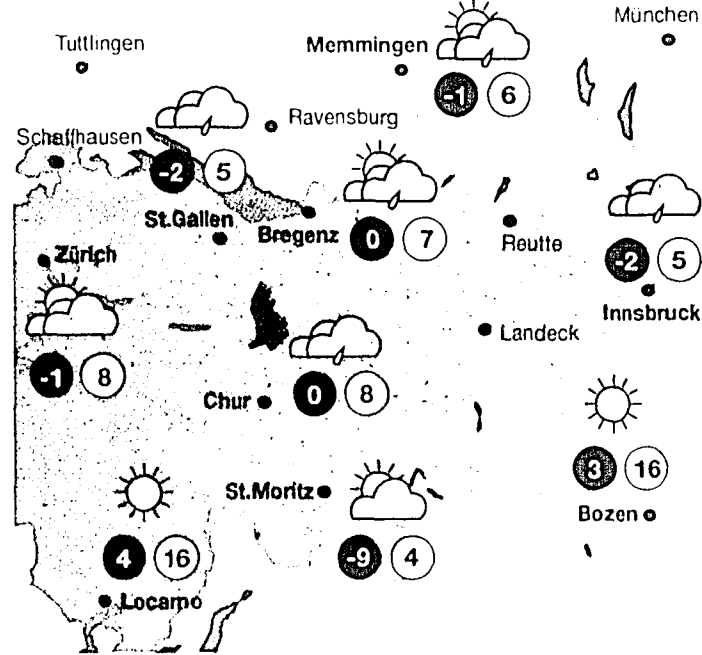 München
Tuttlingen
Memmingen
-1 6
Ravensburg
Schaffhausen
-2 5
St.Gallen
Bregenz
0 7
Reutte
-2 5
Zürich
Innsbruck
Landeck
-1 8
0 8
Chur
3 16
St.Moritz
Bozen
4 16
-9 4
Locarno